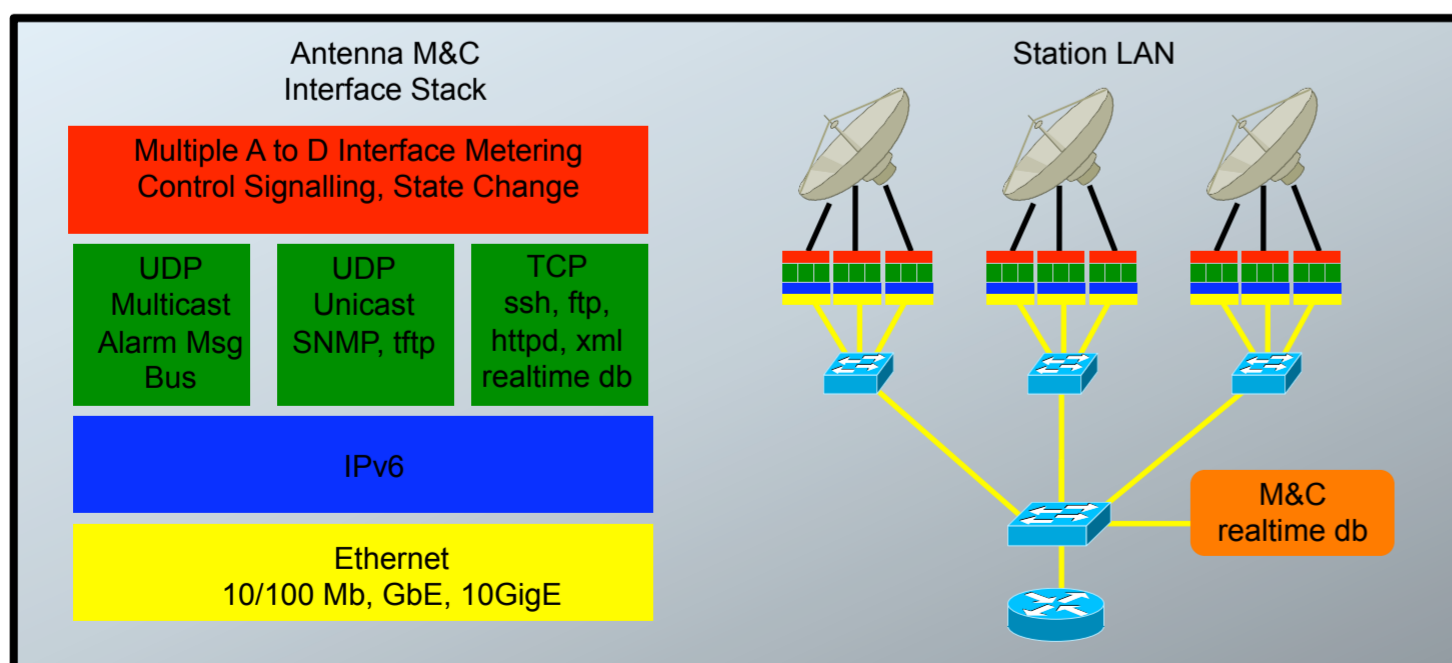 Antenna M&C
Interface Stack
Multiple A to D Interface Metering
Control Signalling, State Change
UDP
Multicast
Alarm Msg
Bus
UDP
Unicast
SNMP, tftp
TCP
ssh, ftp,
httpd, xml
realtime db
IPv6
Ethernet
10/100 Mb, GbE, 10GigE
Station LAN
M&C
realtime db